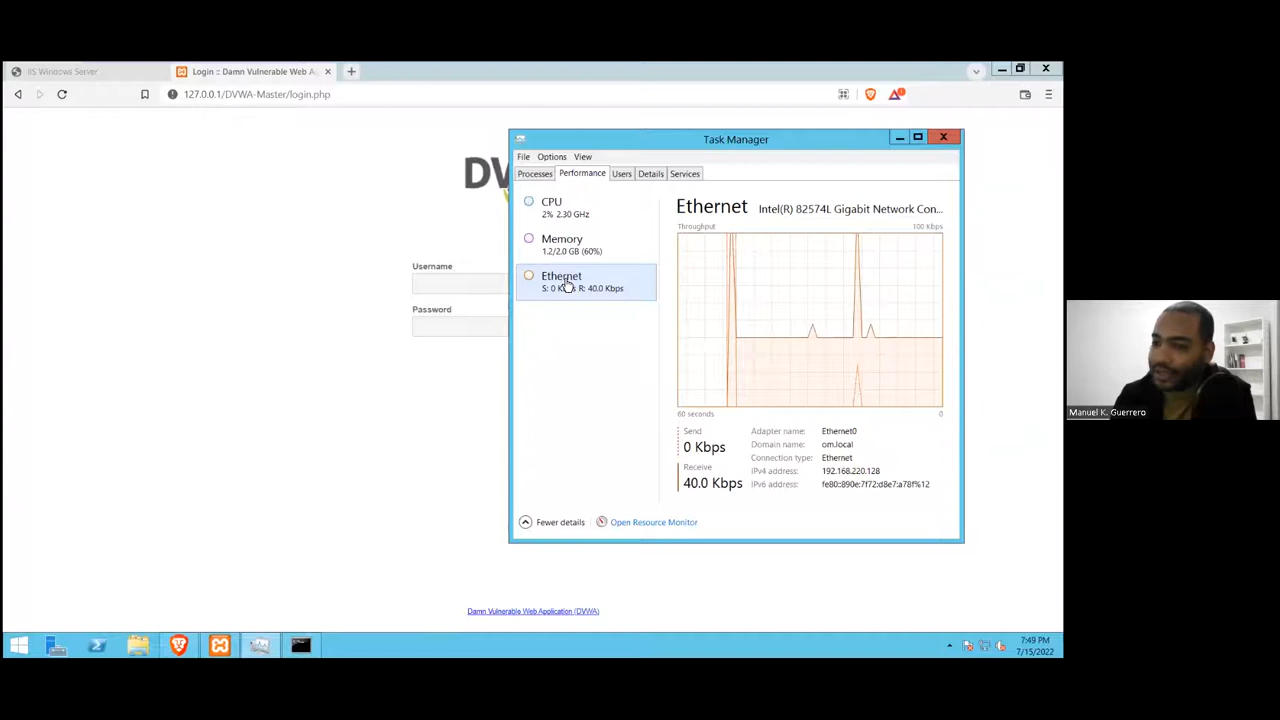 IIS Windows Server
Login :: Damn Vulnerable Web A
127.0.0.1/DVWA-Master/login.php
Task Manager
File Options View
Processes Performance Users Details Services
CPU
2% 2.30 GHz
Memory
1.2/2.0 GB (60%)
Ethernet
S: 0 R: 40.0 Kbps
Ethernet
Intel(R) 82574L Gigabit Network Con...
Throughput
100 Kbps
60 seconds
0
Send
0 Kbps
Receive
40.0 Kbps
Adapter name: Ethernet0
Domain name: om.local
Connection type: Ethernet
IPv4 address: 192.168.220.128
IPv6 address: fe80::890e:7f72:d8e7:a78f%12
Fewer details
Open Resource Monitor
DV
Username
Password
Damn Vulnerable Web Application (DVWA)
7:49 PM
7/15/2022
Manuel K. Guerrero